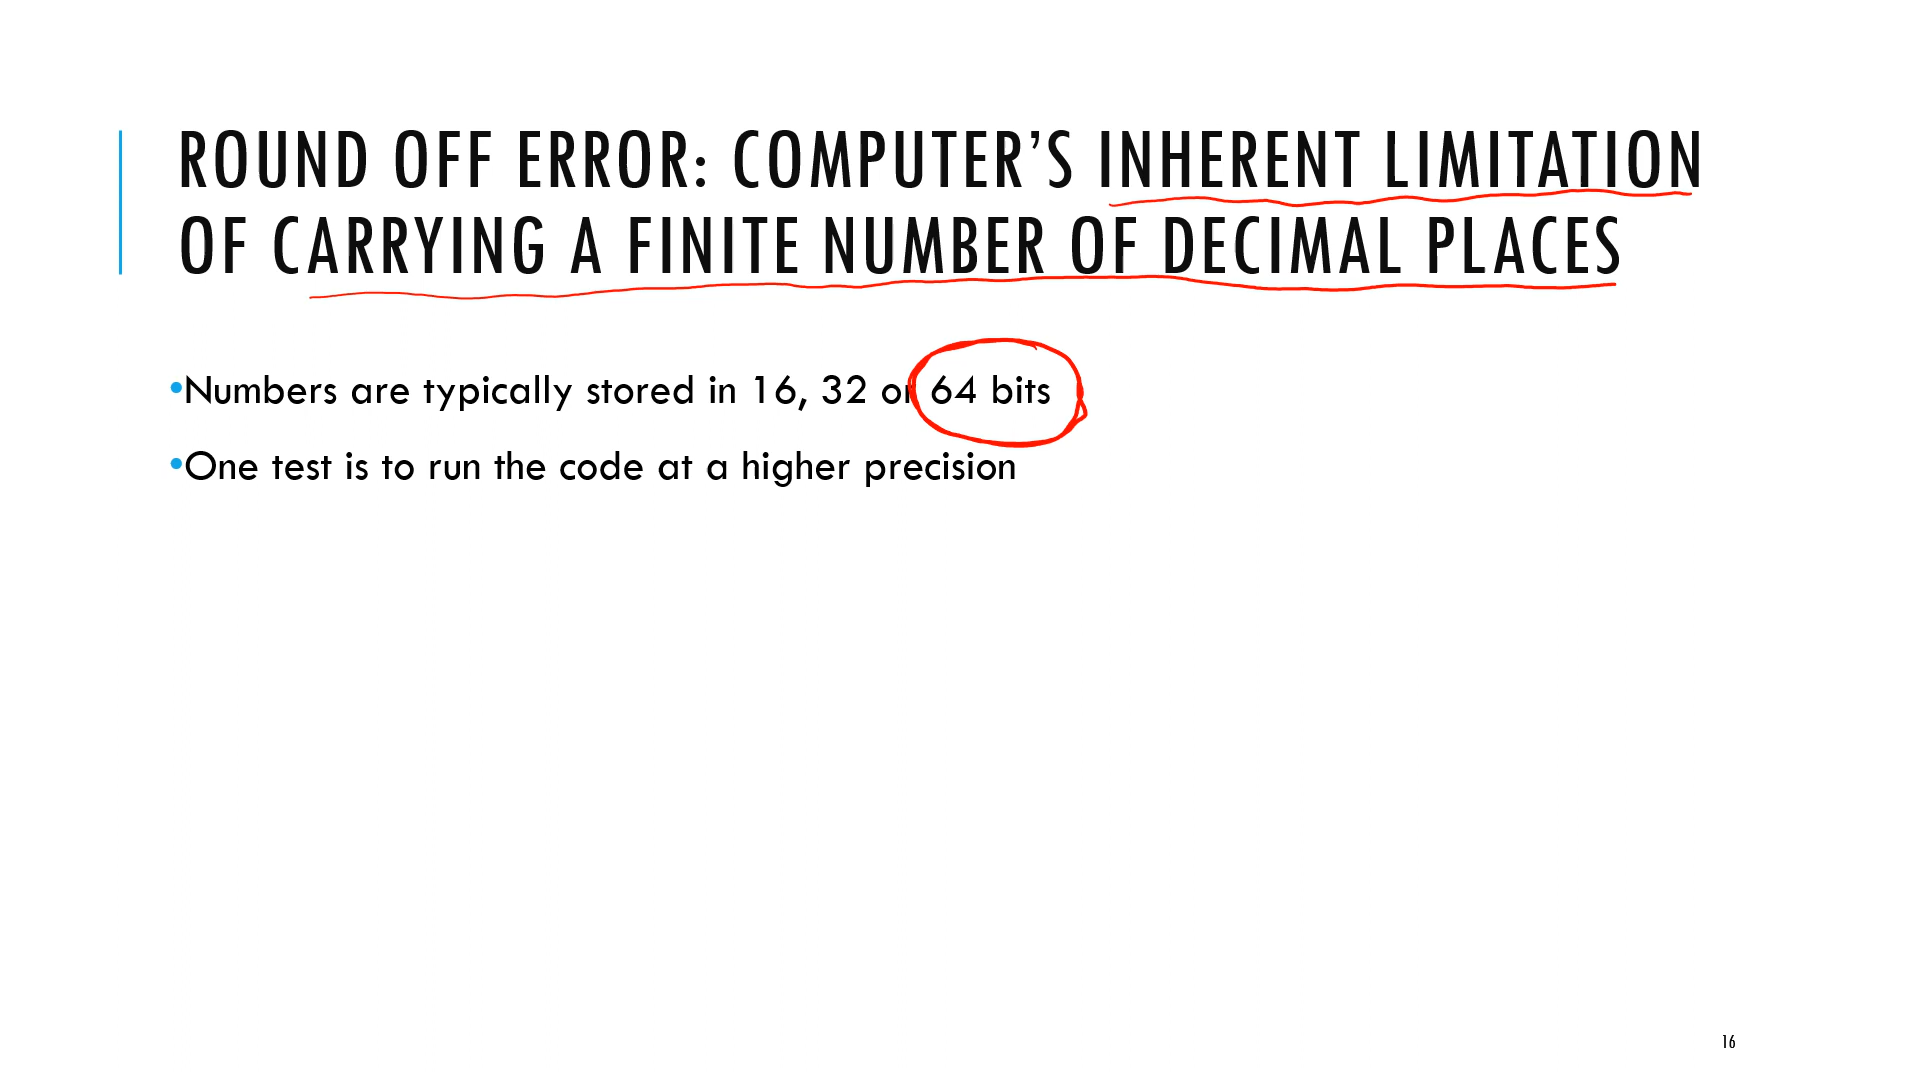 ROUND OFF ERROR: COMPUTER’S INHERENT LIMITATION
OF CARRYING A FINITE NUMBER OF DECIMAL PLACES
•Numbers are typically stored in 16, 32 or 64 bits
•One test is to run the code at a higher precision
16